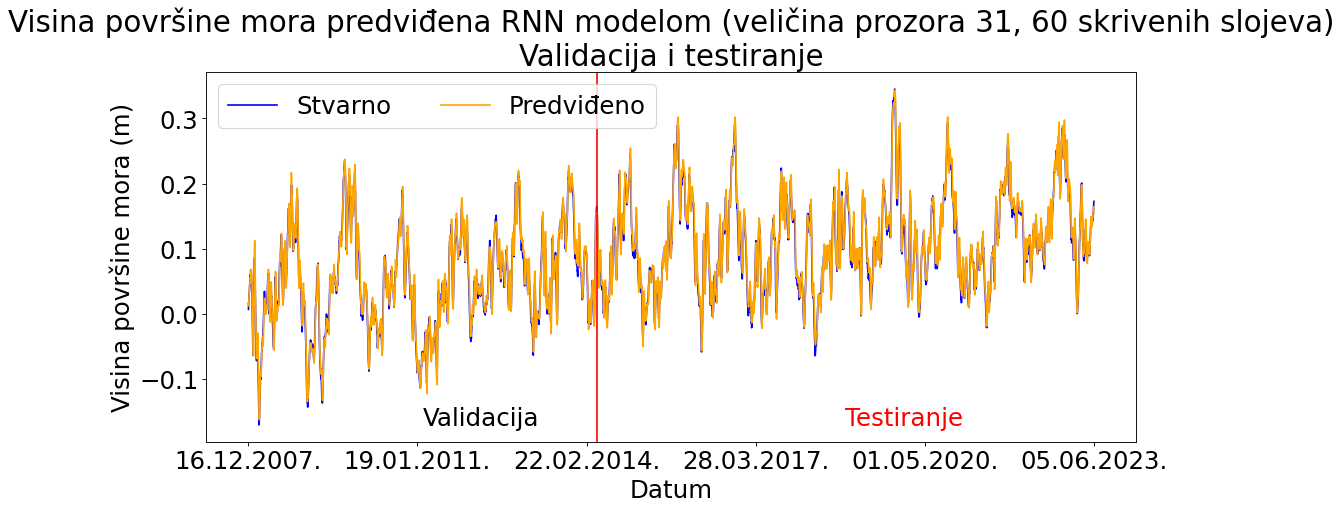 Visina površine mora predviđena RNN modelom (veličina prozora 31, 60 skrivenih slojeva)
Validacija i testiranje
Stvarno Predviđeno
Visina površine mora (m)
0.3
0.2
0.1
0.0
−0.1
Validacija Testiranje
16.12.2007. 19.01.2011. 22.02.2014. 28.03.2017. 01.05.2020. 05.06.2023.
Datum